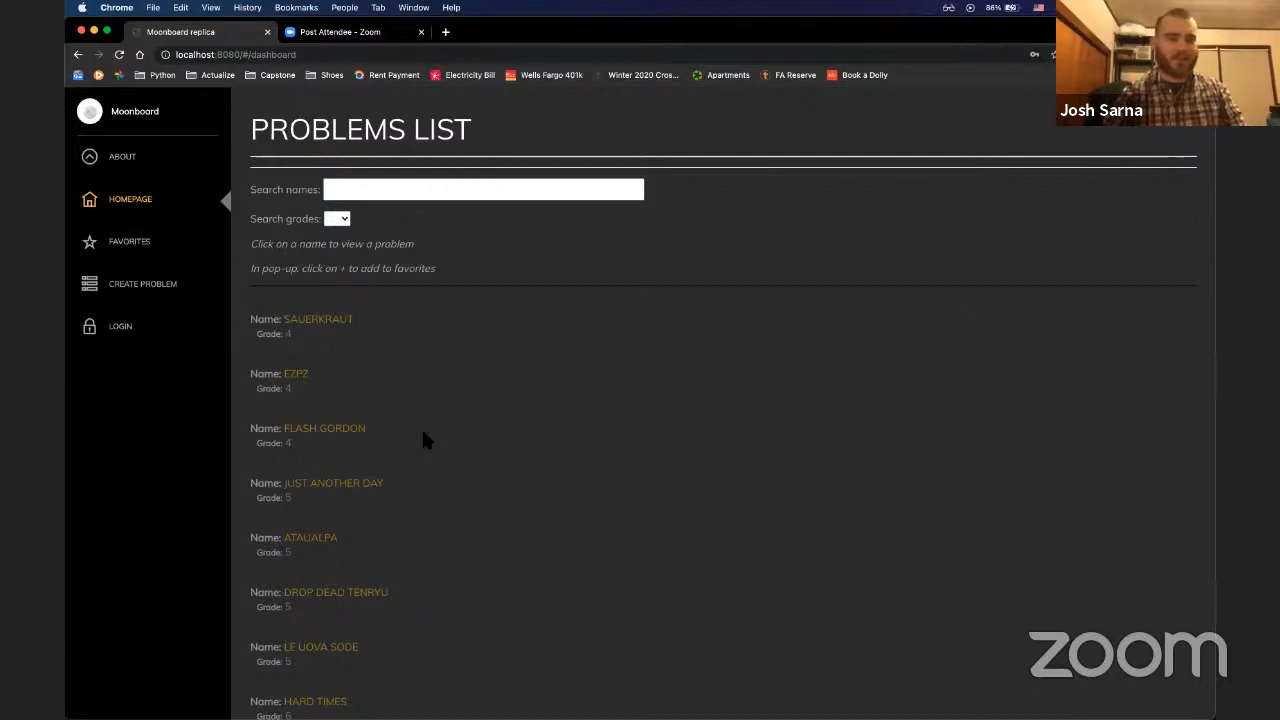 Chrome File Edit View History Bookmarks People Tab Window Help 86%
Moonboard replica Post Attendee - Zoom
localhost:8080/#/dashboard
Python Actualize Capstone Shoes Rent Payment Electricity Bill Wells Fargo 401k Winter 2020 Cros... Apartments FA Reserve Book a Dolly
Josh Sarna
Moonboard
ABOUT
HOMEPAGE
FAVORITES
CREATE PROBLEM
LOGIN
PROBLEMS LIST
Search names:
Search grades:
Click on a name to view a problem
In pop-up, click on + to add to favorites
Name: SAUERKRAUT
Grade: 4
Name: EZPZ
Grade: 4
Name: FLASH GORDON
Grade: 4
Name: JUST ANOTHER DAY
Grade: 5
Name: ATAUALPA
Grade: 5
Name: DROP DEAD TENRYU
Grade: 5
Name: LE UOVA SODE
Grade: 5
Name: HARD TIMES
Grade: 6
zoom